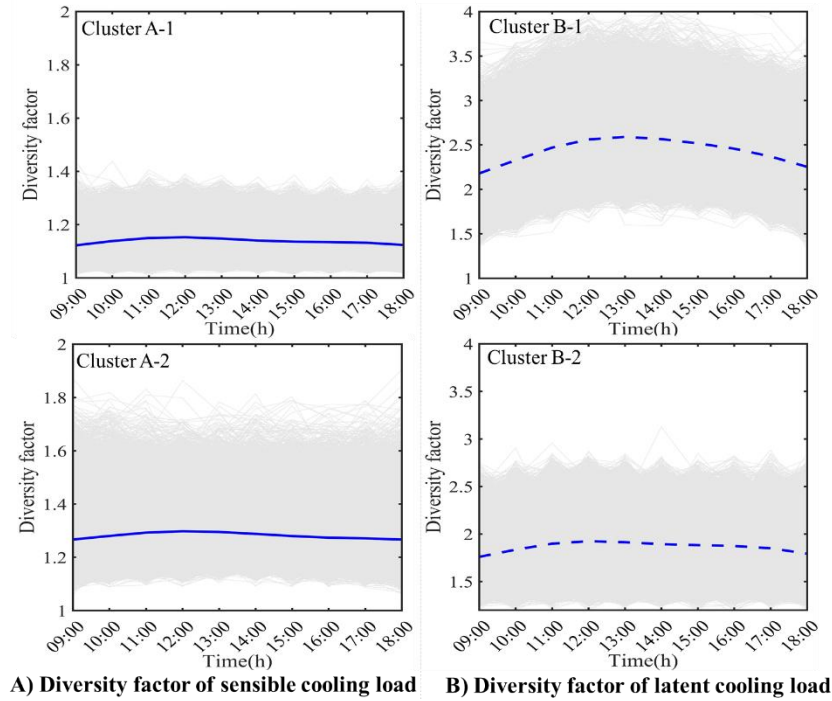 Cluster A-1
Diversity factor
2
1.8
1.6
1.4
1.2
1
09:00 10:00 11:00 12:00 13:00 14:00 15:00 16:00 17:00 18:00
Time(h)
Cluster B-1
Diversity factor
4
3.5
3
2.5
2
1.5
1
09:00 10:00 11:00 12:00 13:00 14:00 15:00 16:00 17:00 18:00
Time(h)
Cluster A-2
Diversity factor
2
1.8
1.6
1.4
1.2
1
09:00 10:00 11:00 12:00 13:00 14:00 15:00 16:00 17:00 18:00
Time(h)
Cluster B-2
Diversity factor
4
3.5
3
2.5
2
1.5
09:00 10:00 11:00 12:00 13:00 14:00 15:00 16:00 17:00 18:00
Time(h)
A) Diversity factor of sensible cooling load
B) Diversity factor of latent cooling load